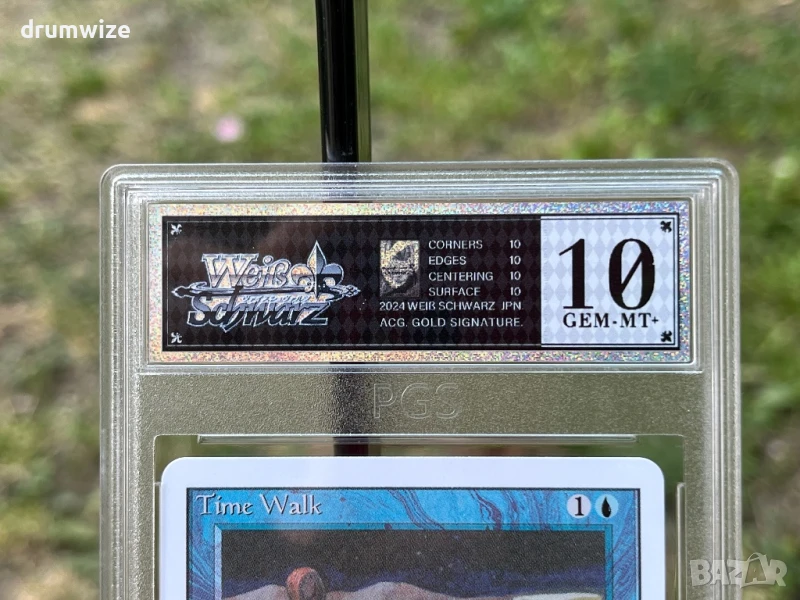 drumwize
Weiß
Schwarz
CORNERS 10
EDGES 10
CENTERING 10
SURFACE 10
2024 WEIß SCHWARZ JPN
ACG. GOLD SIGNATURE.
10
GEM-MT+
PGS
Time Walk 1
BAZAR